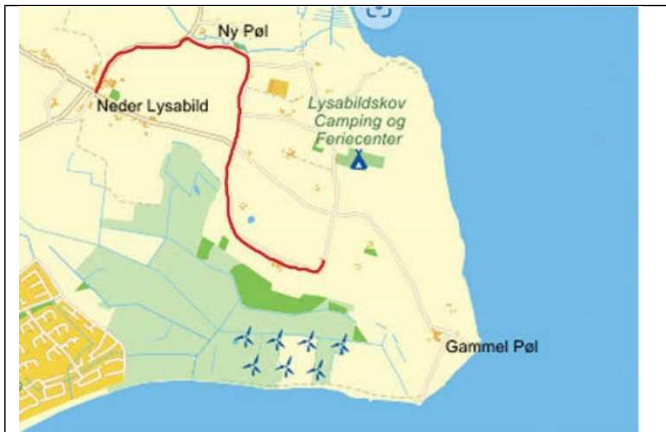 Ny Pøl
Neder Lysabild
Lysabildskov
Camping og
Feriecenter
Gammel Pøl